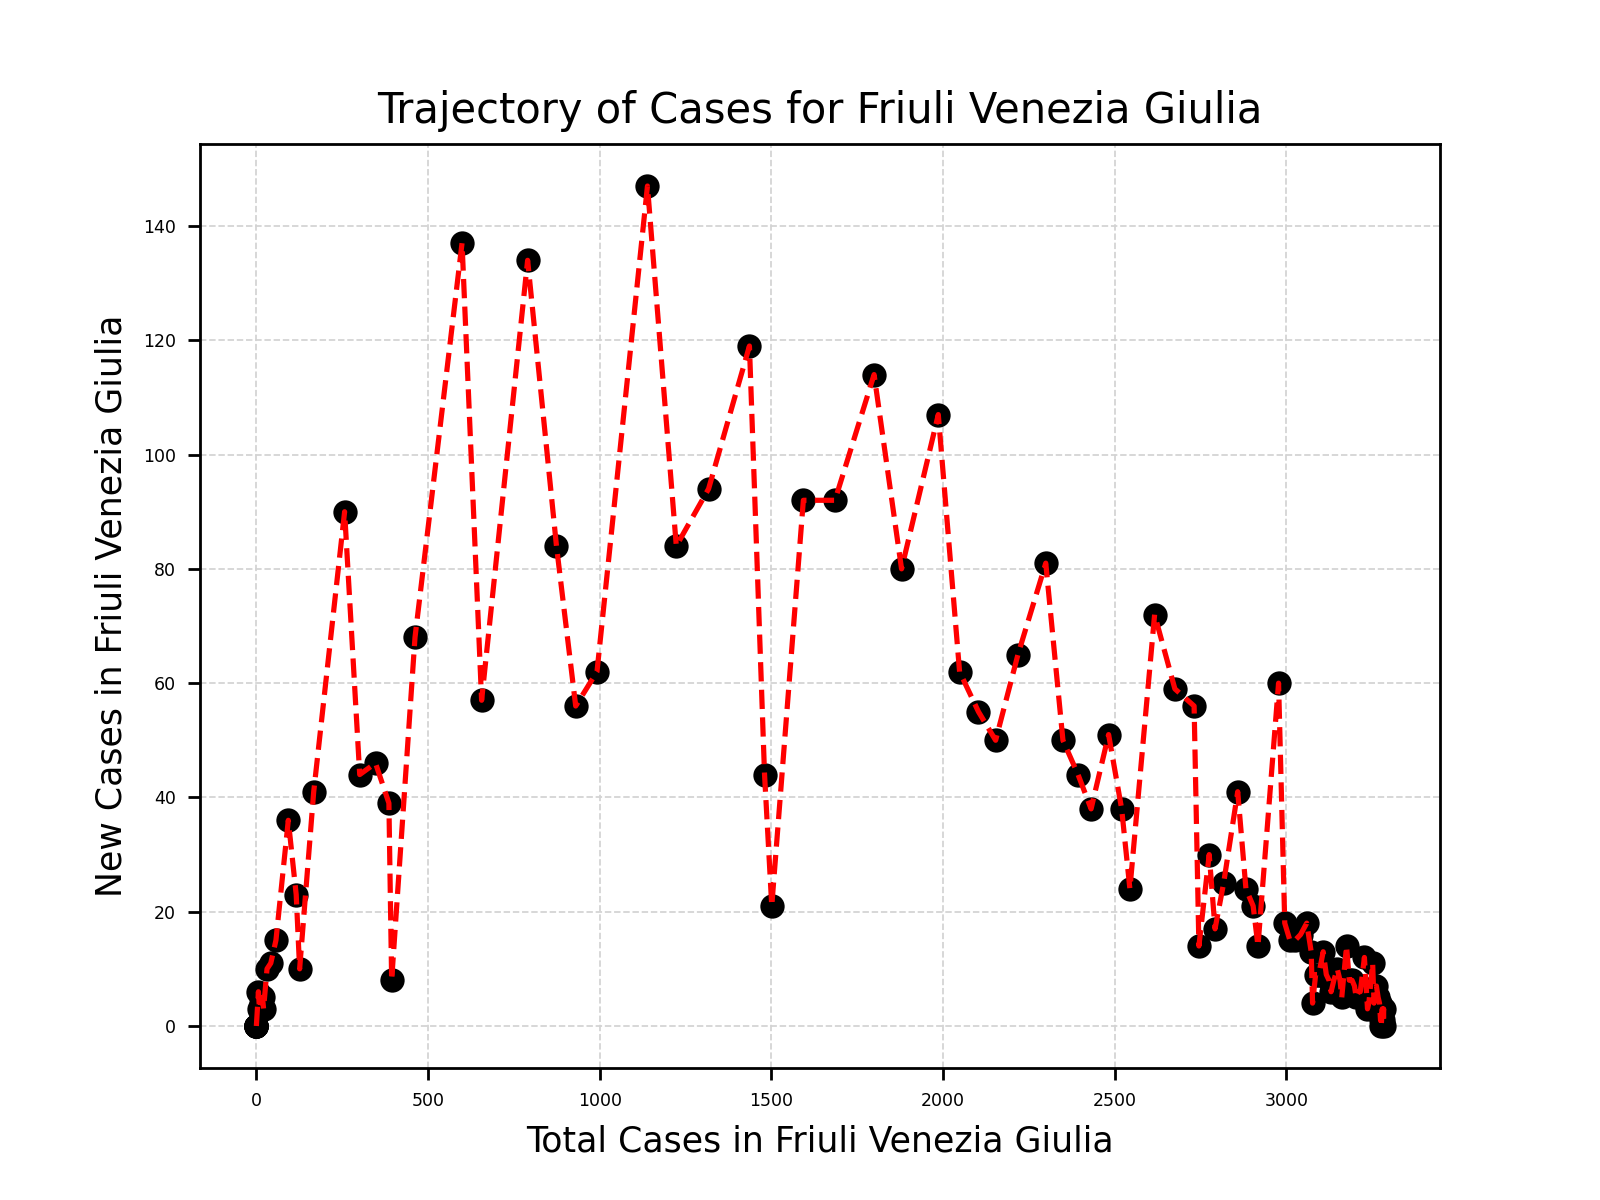 Trajectory of Cases for Friuli Venezia Giulia
New Cases in Friuli Venezia Giulia
140
120
100
80
60
40
20
0
0 500 1000 1500 2000 2500 3000
Total Cases in Friuli Venezia Giulia